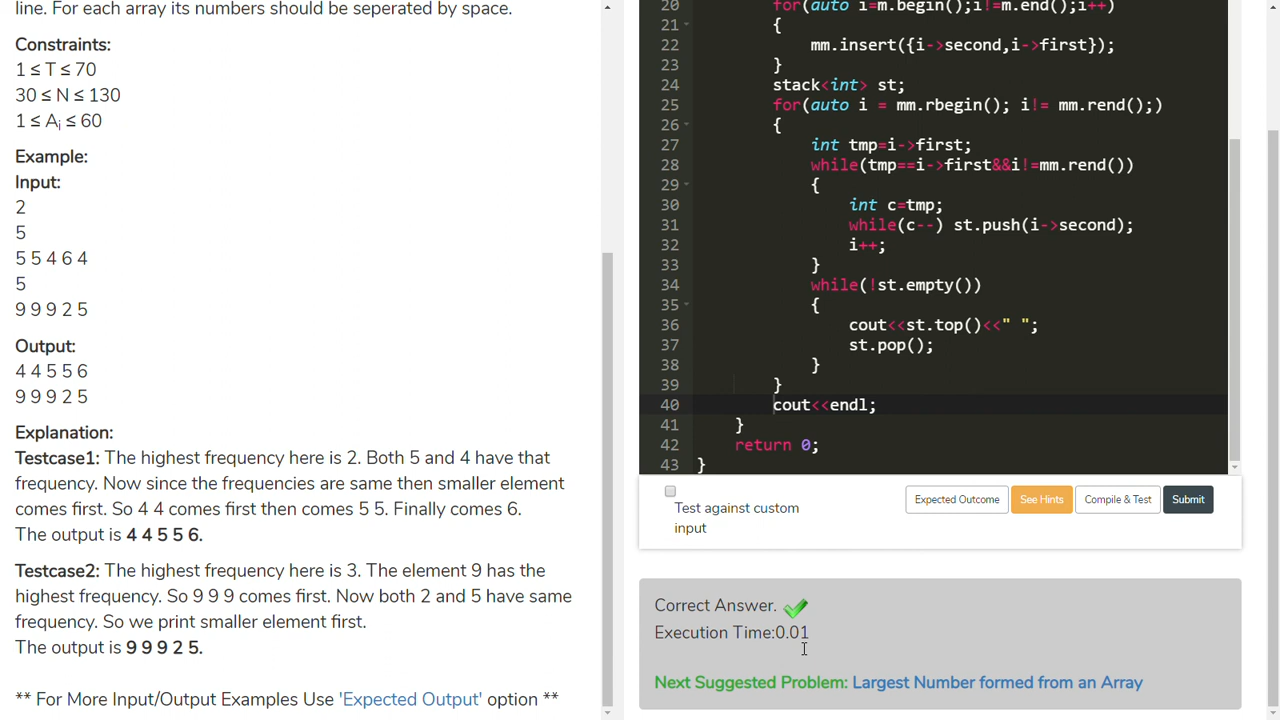 line. For each array its numbers should be seperated by space.
Constraints:
1 ≤ T ≤ 70
30 ≤ N ≤ 130
1 ≤ Ai ≤ 60
Example:
Input:
2
5
5 5 4 6 4
5
9 9 9 2 5
Output:
4 4 5 5 6
9 9 9 2 5
Explanation:
Testcase1: The highest frequency here is 2. Both 5 and 4 have that
frequency. Now since the frequencies are same then smaller element
comes first. So 4 4 comes first then comes 5 5. Finally comes 6.
The output is 4 4 5 5 6.
Testcase2: The highest frequency here is 3. The element 9 has the
highest frequency. So 9 9 9 comes first. Now both 2 and 5 have same
frequency. So we print smaller element first.
The output is 9 9 9 2 5.
** For More Input/Output Examples Use 'Expected Output' option **
20 for(auto i=m.begin();i!=m.end();i++)
21 {
22 mm.insert({i->second,i->first});
23 }
24 stack<int> st;
25 for(auto i = mm.rbegin(); i!= mm.rend();)
26 {
27 int tmp=i->first;
28 while(tmp==i->first&&i!=mm.rend())
29 {
30 int c=tmp;
31 while(c--) st.push(i->second);
32 i++;
33 }
34 while(!st.empty())
35 {
36 cout<<st.top()<<" ";
37 st.pop();
38 }
39 }
40 cout<<endl;
41 }
42 return 0;
43 }
Test against custom
input
Expected Outcome
See Hints
Compile & Test
Submit
Correct Answer.
Execution Time:0.01
Next Suggested Problem: Largest Number formed from an Array